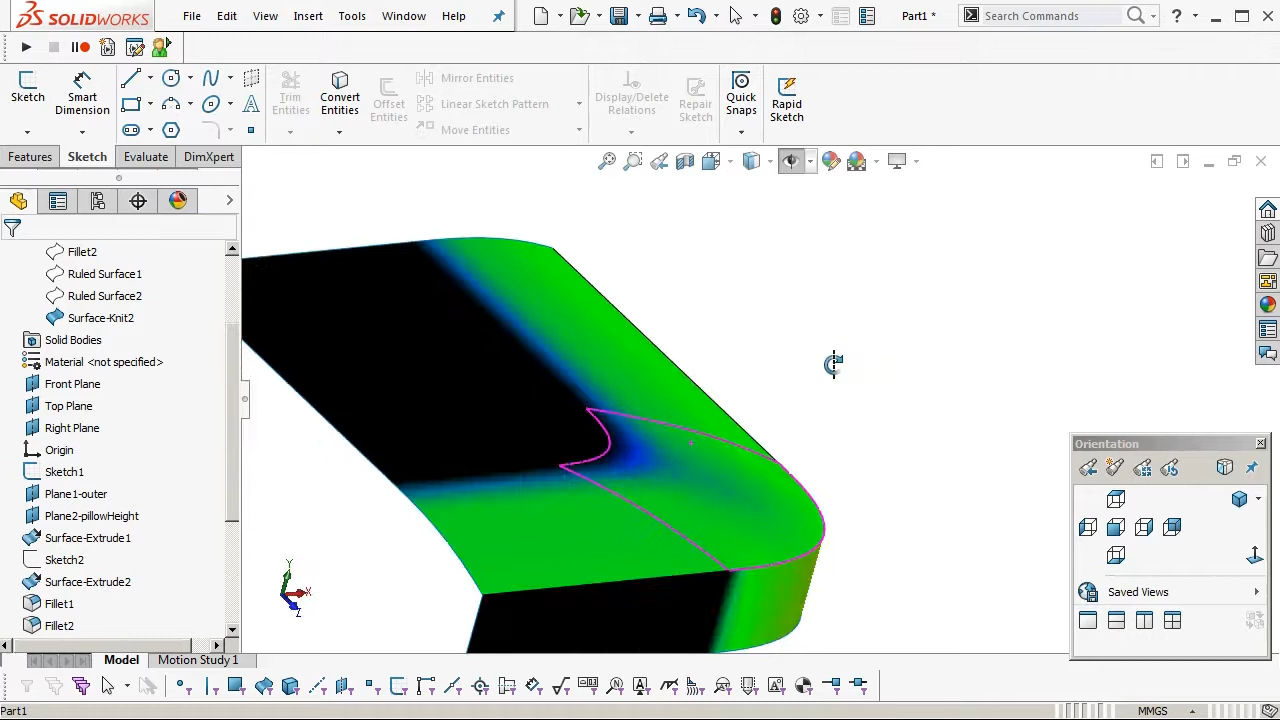 SOLIDWORKS File Edit View Insert Tools Window Help Part1 * Search Commands ?
Sketch Smart Dimension Trim Entities Convert Entities Offset Entities Mirror Entities Linear Sketch Pattern Move Entities Display/Delete Relations Repair Sketch Quick Snaps Rapid Sketch
Features Sketch Evaluate DimXpert
Fillet2
Ruled Surface1
Ruled Surface2
Surface-Knit2
Solid Bodies
Material <not specified>
Front Plane
Top Plane
Right Plane
Origin
Sketch1
Plane1-outer
Plane2-pillowHeight
Surface-Extrude1
Sketch2
Surface-Extrude2
Fillet1
Fillet2
Y
X
Z
Orientation
Saved Views
Model Motion Study 1
Part1 MMGS